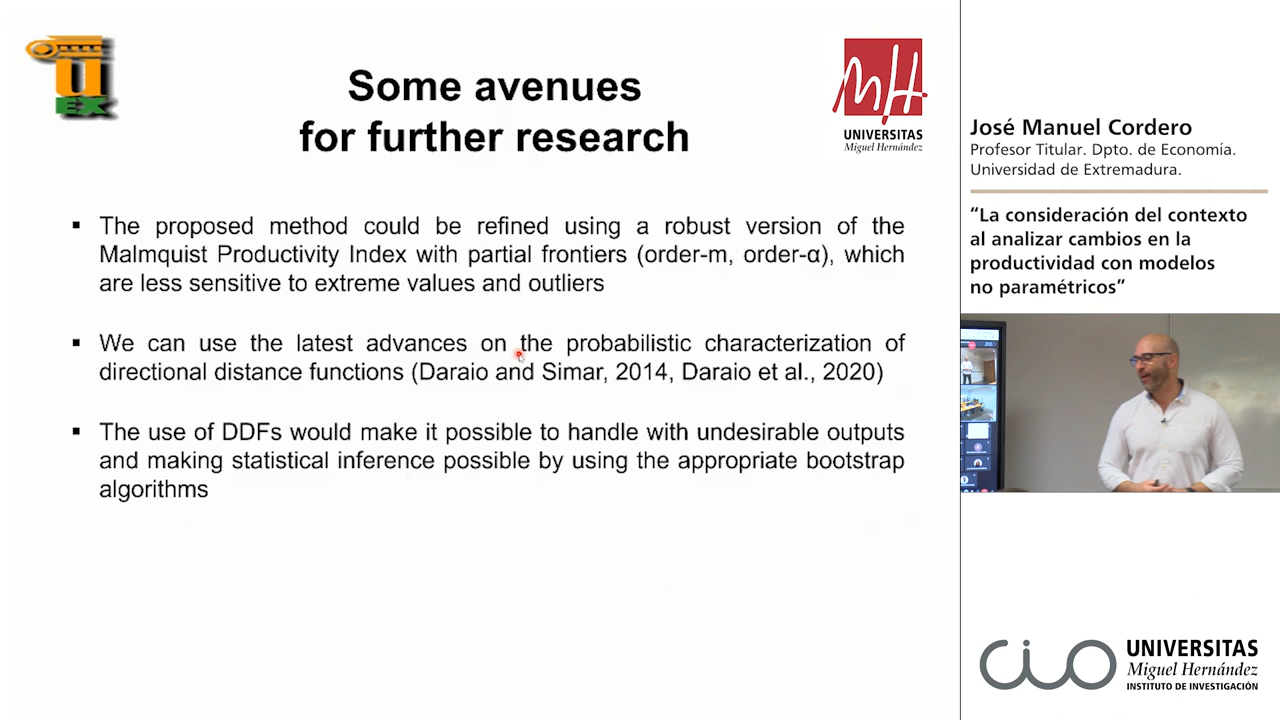 U
EX
Some avenues
for further research
MH
UNIVERSITAS
Miguel Hernández
▪ The proposed method could be refined using a robust version of the
Malmquist Productivity Index with partial frontiers (order-m, order-α), which
are less sensitive to extreme values and outliers
▪ We can use the latest advances on the probabilistic characterization of
directional distance functions (Daraio and Simar, 2014, Daraio et al., 2020)
▪ The use of DDFs would make it possible to handle with undesirable outputs
and making statistical inference possible by using the appropriate bootstrap
algorithms
José Manuel Cordero
Profesor Titular. Dpto. de Economía.
Universidad de Extremadura.
“La consideración del contexto
al analizar cambios en la
productividad con modelos
no paramétricos”
CIO
UNIVERSITAS
Miguel Hernández
INSTITUTO DE INVESTIGACIÓN